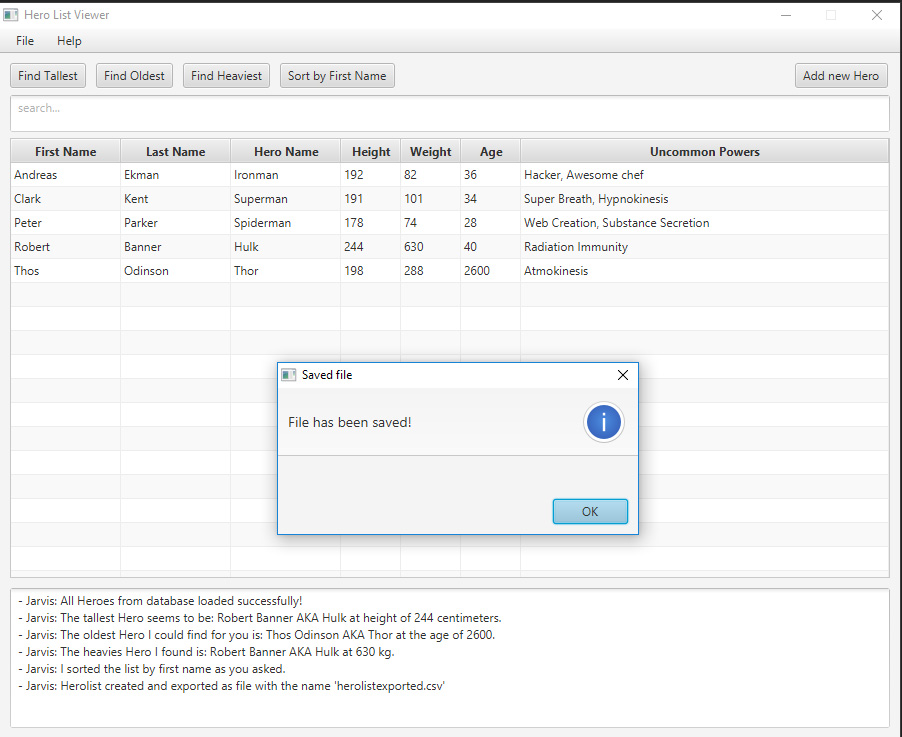 Hero List Viewer
File Help
Find Tallest Find Oldest Find Heaviest Sort by First Name Add new Hero
search...
First Name Last Name Hero Name Height Weight Age Uncommon Powers
Andreas Ekman Ironman 192 82 36 Hacker, Awesome chef
Clark Kent Superman 191 101 34 Super Breath, Hypnokinesis
Peter Parker Spiderman 178 74 28 Web Creation, Substance Secretion
Robert Banner Hulk 244 630 40 Radiation Immunity
Thos Odinson Thor 198 288 2600 Atmokinesis
Saved file
File has been saved!
i
OK
- Jarvis: All Heroes from database loaded successfully!
- Jarvis: The tallest Hero seems to be: Robert Banner AKA Hulk at height of 244 centimeters.
- Jarvis: The oldest Hero I could find for you is: Thos Odinson AKA Thor at the age of 2600.
- Jarvis: The heavies Hero I found is: Robert Banner AKA Hulk at 630 kg.
- Jarvis: I sorted the list by first name as you asked.
- Jarvis: Herolist created and exported as file with the name 'herolistexported.csv'